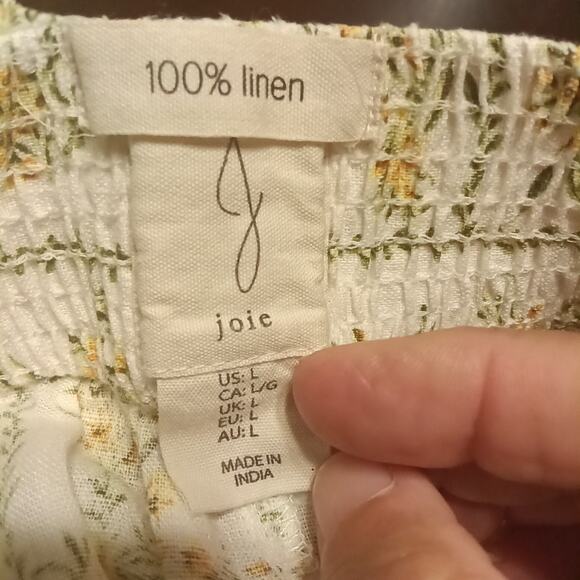 100% linen
J
joie
US: L
CA: L/G
UK: L
EU: L
AU: L
MADE IN
INDIA